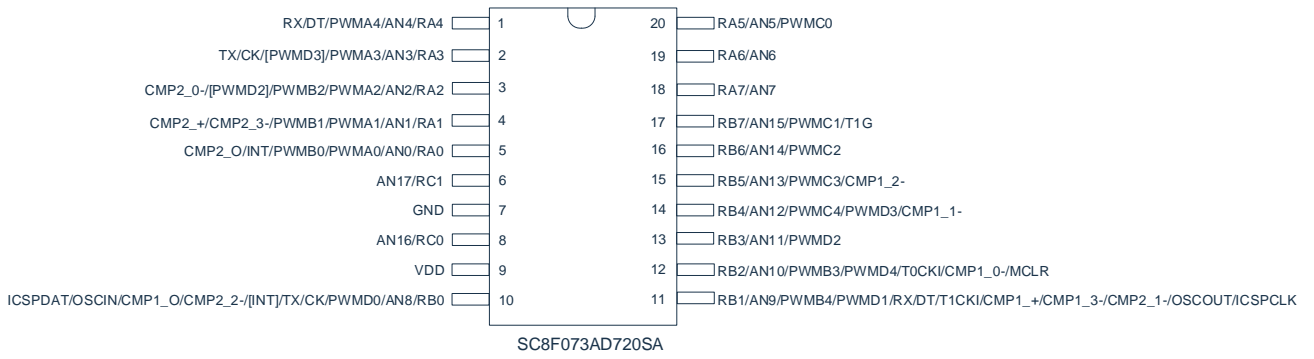 RX/DT/PWMA4/AN4/RA4 1 20 RA5/AN5/PWMC0
TX/CK/[PWMD3]/PWMA3/AN3/RA3 2 19 RA6/AN6
CMP2_0-/[PWMD2]/PWMB2/PWMA2/AN2/RA2 3 18 RA7/AN7
CMP2_+/CMP2_3-/PWMB1/PWMA1/AN1/RA1 4 17 RB7/AN15/PWMC1/T1G
CMP2_O/INT/PWMB0/PWMA0/AN0/RA0 5 16 RB6/AN14/PWMC2
AN17/RC1 6 15 RB5/AN13/PWMC3/CMP1_2-
GND 7 14 RB4/AN12/PWMC4/PWMD3/CMP1_1-
AN16/RC0 8 13 RB3/AN11/PWMD2
VDD 9 12 RB2/AN10/PWMB3/PWMD4/T0CKI/CMP1_0-/MCLR
ICSPDAT/OSCIN/CMP1_O/CMP2_2-/[INT]/TX/CK/PWMD0/AN8/RB0 10 11 RB1/AN9/PWMB4/PWMD1/RX/DT/T1CKI/CMP1_+/CMP1_3-/CMP2_1-/OSCOUT/ICSPCLK
SC8F073AD720SA